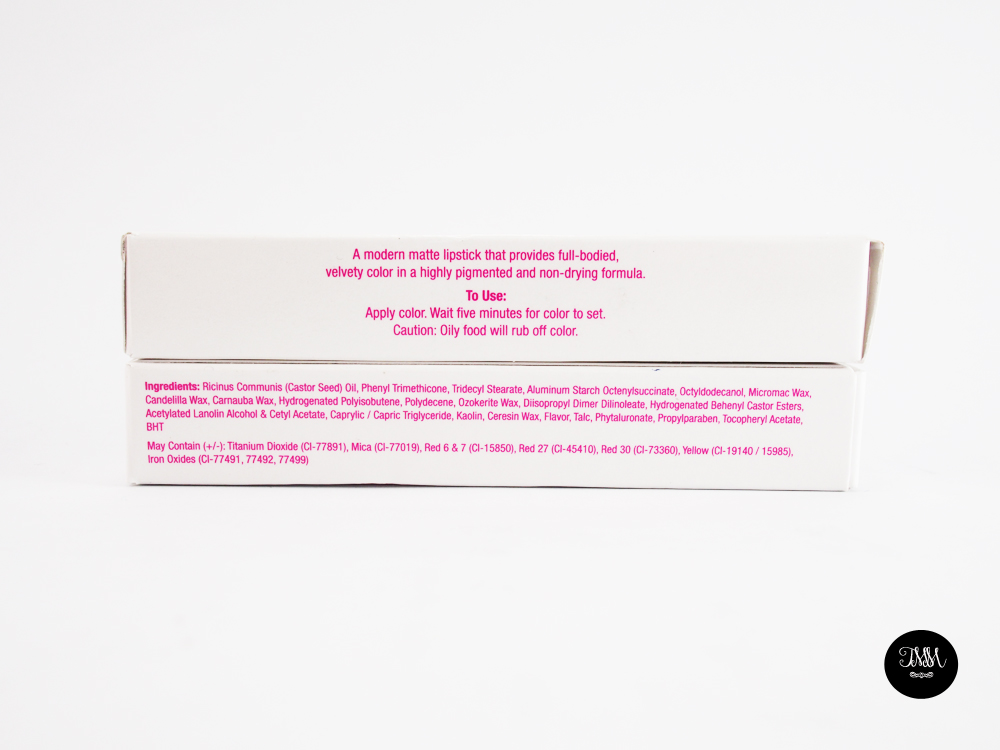 A modern matte lipstick that provides full-bodied,
velvety color in a highly pigmented and non-drying formula.
To Use:
Apply color. Wait five minutes for color to set.
Caution: Oily food will rub off color.
Ingredients: Ricinus Communis (Castor Seed) Oil, Phenyl Trimethicone, Tridecyl Stearate, Aluminum Starch Octenylsuccinate, Octyldodecanol, Micromac Wax,
Candelilla Wax, Carnauba Wax, Hydrogenated Polyisobutene, Polydecene, Ozokerite Wax, Diisopropyl Dimer Dilinoleate, Hydrogenated Behenyl Castor Esters,
Acetylated Lanolin Alcohol & Cetyl Acetate, Caprylic / Capric Triglyceride, Kaolin, Ceresin Wax, Flavor, Talc, Phytaluronate, Propylparaben, Tocopheryl Acetate,
BHT
May Contain (+/-): Titanium Dioxide (CI-77891), Mica (CI-77019), Red 6 & 7 (CI-15850), Red 27 (CI-45410), Red 30 (CI-73360), Yellow (CI-19140 / 15985),
Iron Oxides (CI-77491, 77492, 77499)
TMM